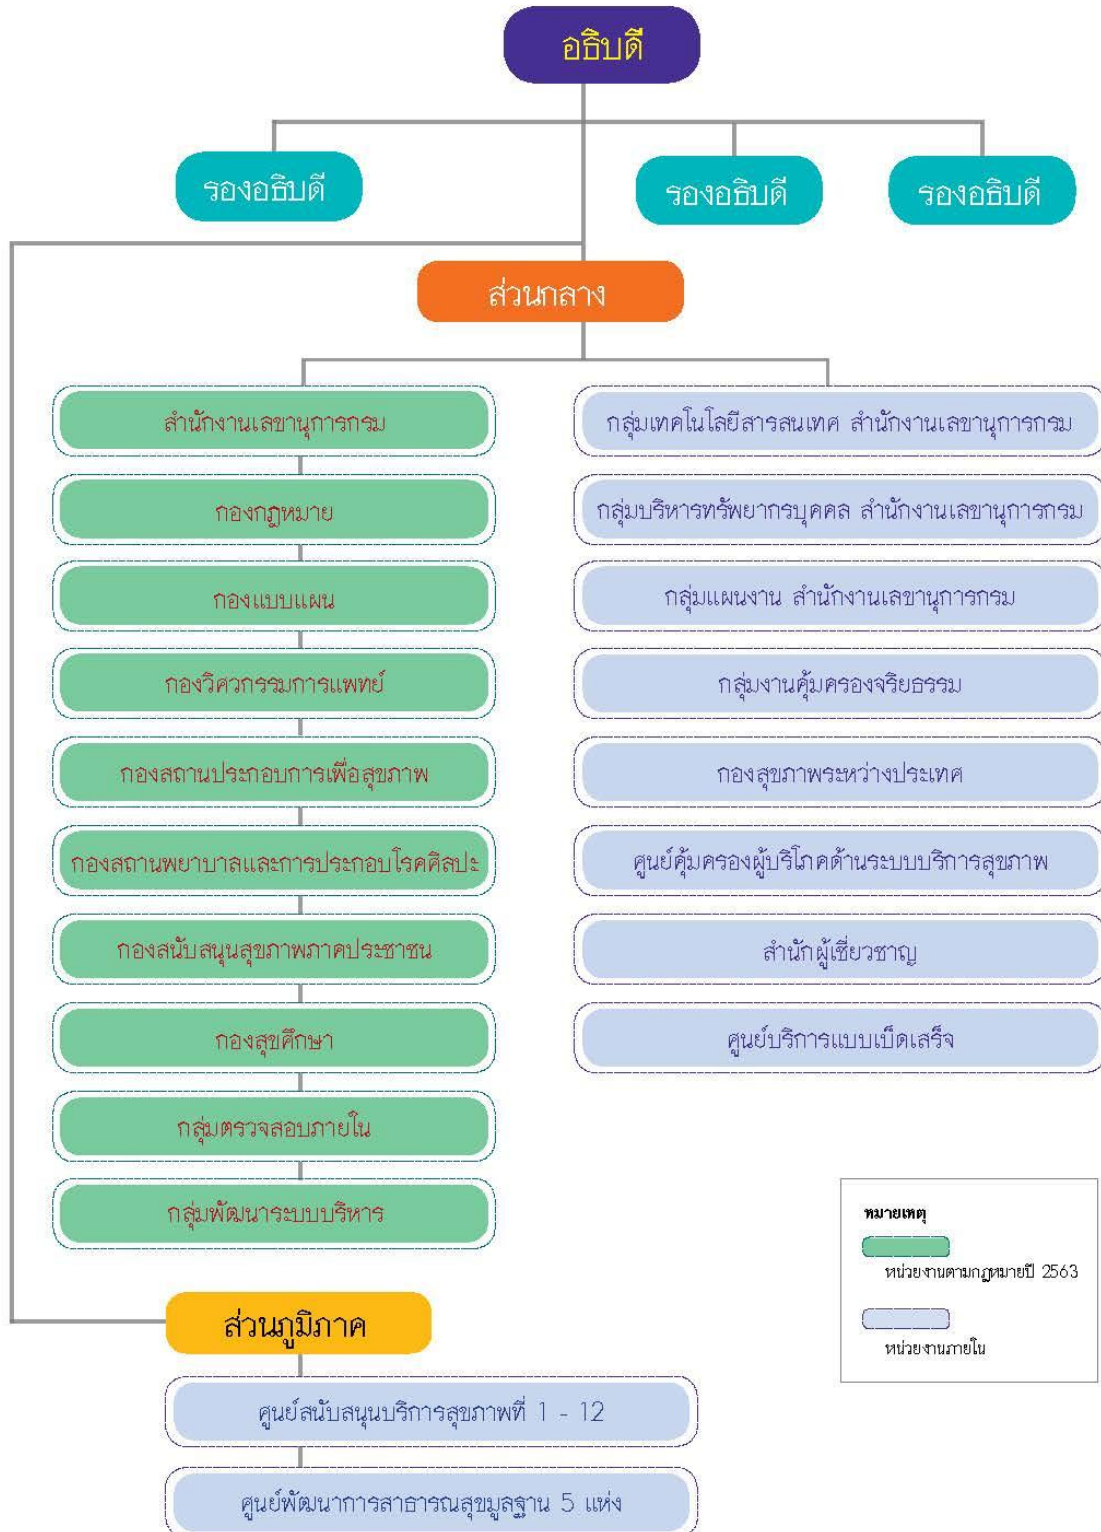 อธิบดี
รองอธิบดี
รองอธิบดี
รองอธิบดี
ส่วนกลาง
สำนักงานเลขานุการกรม
กองกฎหมาย
กองแบบแผน
กองวิศวกรรมการแพทย์
กองสถานประกอบการเพื่อสุขภาพ
กองสถานพยาบาลและการประกอบโรคศิลปะ
กองสนับสนุนสุขภาพภาคประชาชน
กองสุขศึกษา
กลุ่มตรวจสอบภายใน
กลุ่มพัฒนาระบบบริหาร
กลุ่มเทคโนโลยีสารสนเทศ สำนักงานเลขานุการกรม
กลุ่มบริหารทรัพยากรบุคคล สำนักงานเลขานุการกรม
กลุ่มแผนงาน สำนักงานเลขานุการกรม
กลุ่มงานคุ้มครองจริยธรรม
กองสุขภาพระหว่างประเทศ
ศูนย์คุ้มครองผู้บริโภคด้านระบบบริการสุขภาพ
สำนักผู้เชี่ยวชาญ
ศูนย์บริการแบบเบ็ดเสร็จ
หมายเหตุ
หน่วยงานตามกฎหมายปี 2563
หน่วยงานภายใน
ส่วนภูมิภาค
ศูนย์สนับสนุนบริการสุขภาพที่ 1 - 12
ศูนย์พัฒนาการสาธารณสุขมูลฐาน 5 แห่ง